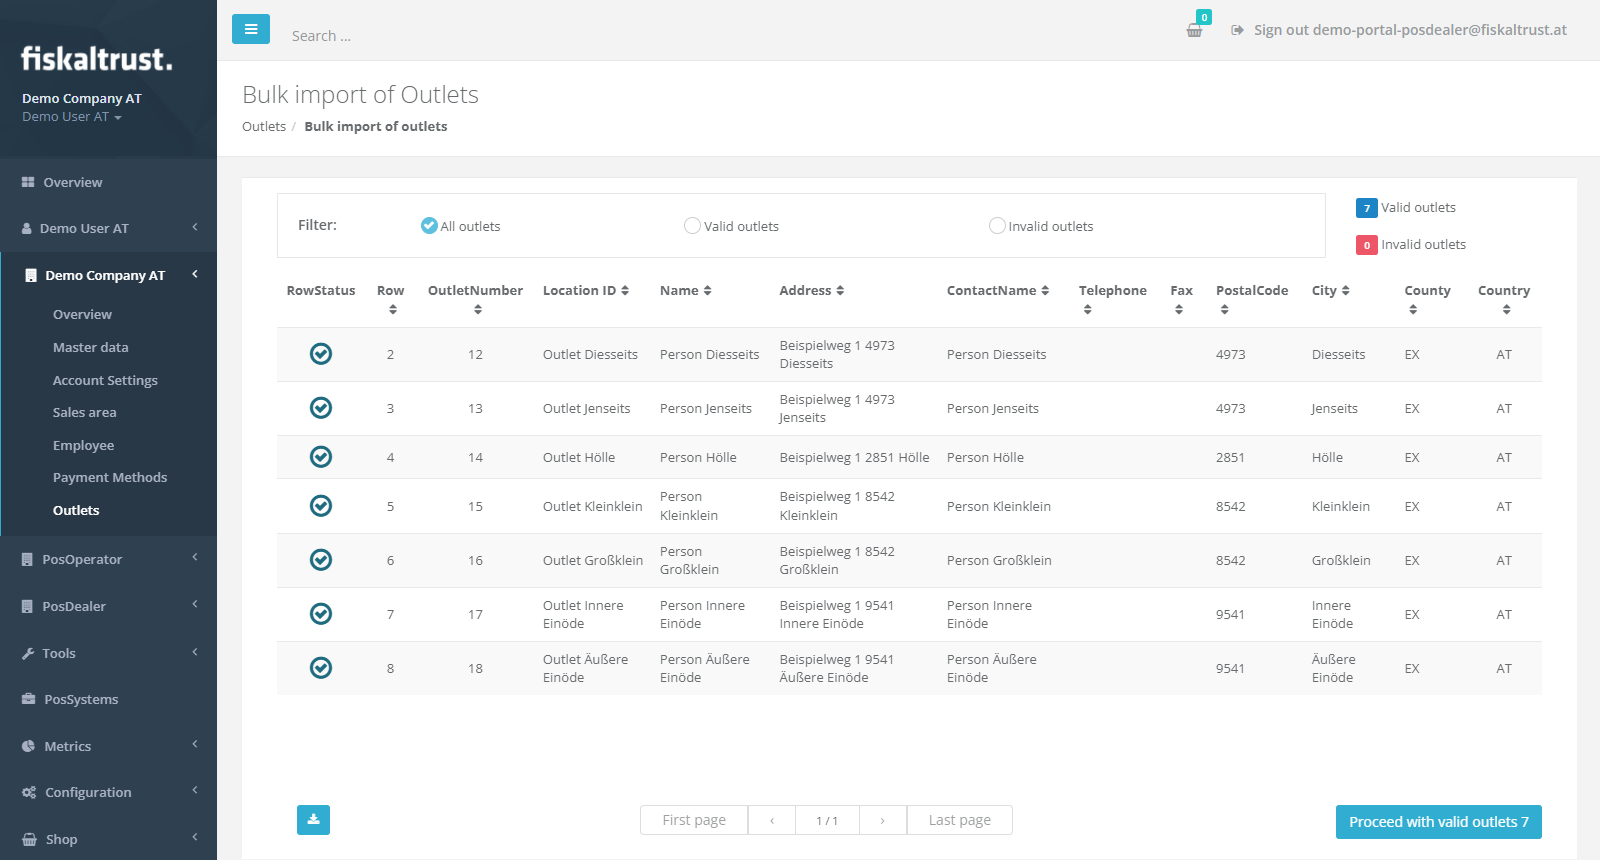 fiskaltrust.
Demo Company AT
Demo User AT
Overview
Demo User AT
Demo Company AT
Overview
Master data
Account Settings
Sales area
Employee
Payment Methods
Outlets
PosOperator
PosDealer
Tools
PosSystems
Metrics
Configuration
Shop
Search ...
0
Sign out demo-portal-posdealer@fiskaltrust.at
Bulk import of Outlets
Outlets / Bulk import of outlets
Filter: All outlets Valid outlets Invalid outlets
7 Valid outlets
0 Invalid outlets
RowStatus Row OutletNumber Location ID Name Address ContactName Telephone Fax PostalCode City County Country
2 12 Outlet Diesseits Person Diesseits Beispielweg 1 4973 Person Diesseits 4973 Diesseits EX AT
Diesseits
3 13 Outlet Jenseits Person Jenseits Beispielweg 1 4973 Person Jenseits 4973 Jenseits EX AT
Jenseits
4 14 Outlet Hölle Person Hölle Beispielweg 1 2851 Hölle Person Hölle 2851 Hölle EX AT
5 15 Outlet Kleinklein Person Beispielweg 1 8542 Person Kleinklein 8542 Kleinklein EX AT
Kleinklein Kleinklein
6 16 Outlet Großklein Person Beispielweg 1 8542 Person Großklein 8542 Großklein EX AT
Großklein Großklein
7 17 Outlet Innere Person Innere Beispielweg 1 9541 Person Innere 9541 Innere EX AT
Einöde Einöde Innere Einöde Einöde Einöde
8 18 Outlet Äußere Person Äußere Beispielweg 1 9541 Person Äußere 9541 Äußere EX AT
Einöde Einöde Äußere Einöde Einöde Einöde
First page ‹ 1 / 1 › Last page
Proceed with valid outlets 7